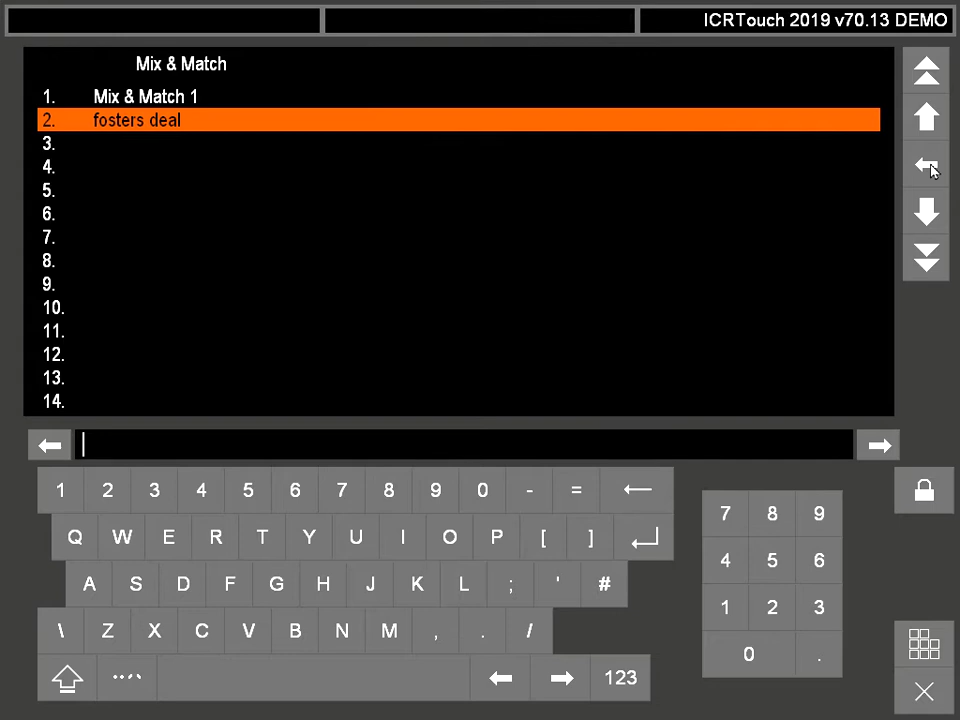 ICRTouch 2019 v70.13 DEMO
Mix & Match
1. Mix & Match 1
2. fosters deal
3.
4.
5.
6.
7.
8.
9.
10.
11.
12.
13.
14.
1 2 3 4 5 6 7 8 9 0 - =
Q W E R T Y U I O P [ ]
A S D F G H J K L ; ' #
\ Z X C V B N M , . /
123
7 8 9
4 5 6
1 2 3
0 .